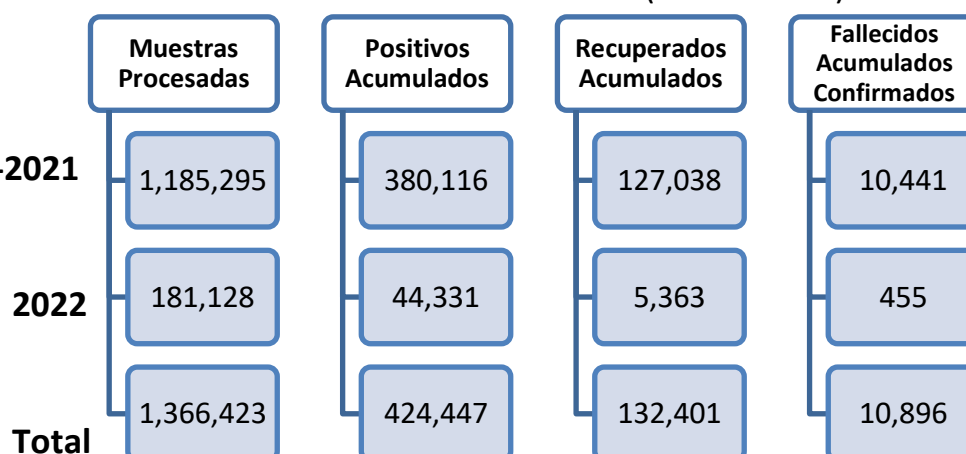 Muestras
Procesadas
Positivos
Acumulados
Recuperados
Acumulados
Fallecidos
Acumulados
Confirmados
-2021
1,185,295
380,116
127,038
10,441
2022
181,128
44,331
5,363
455
Total
1,366,423
424,447
132,401
10,896